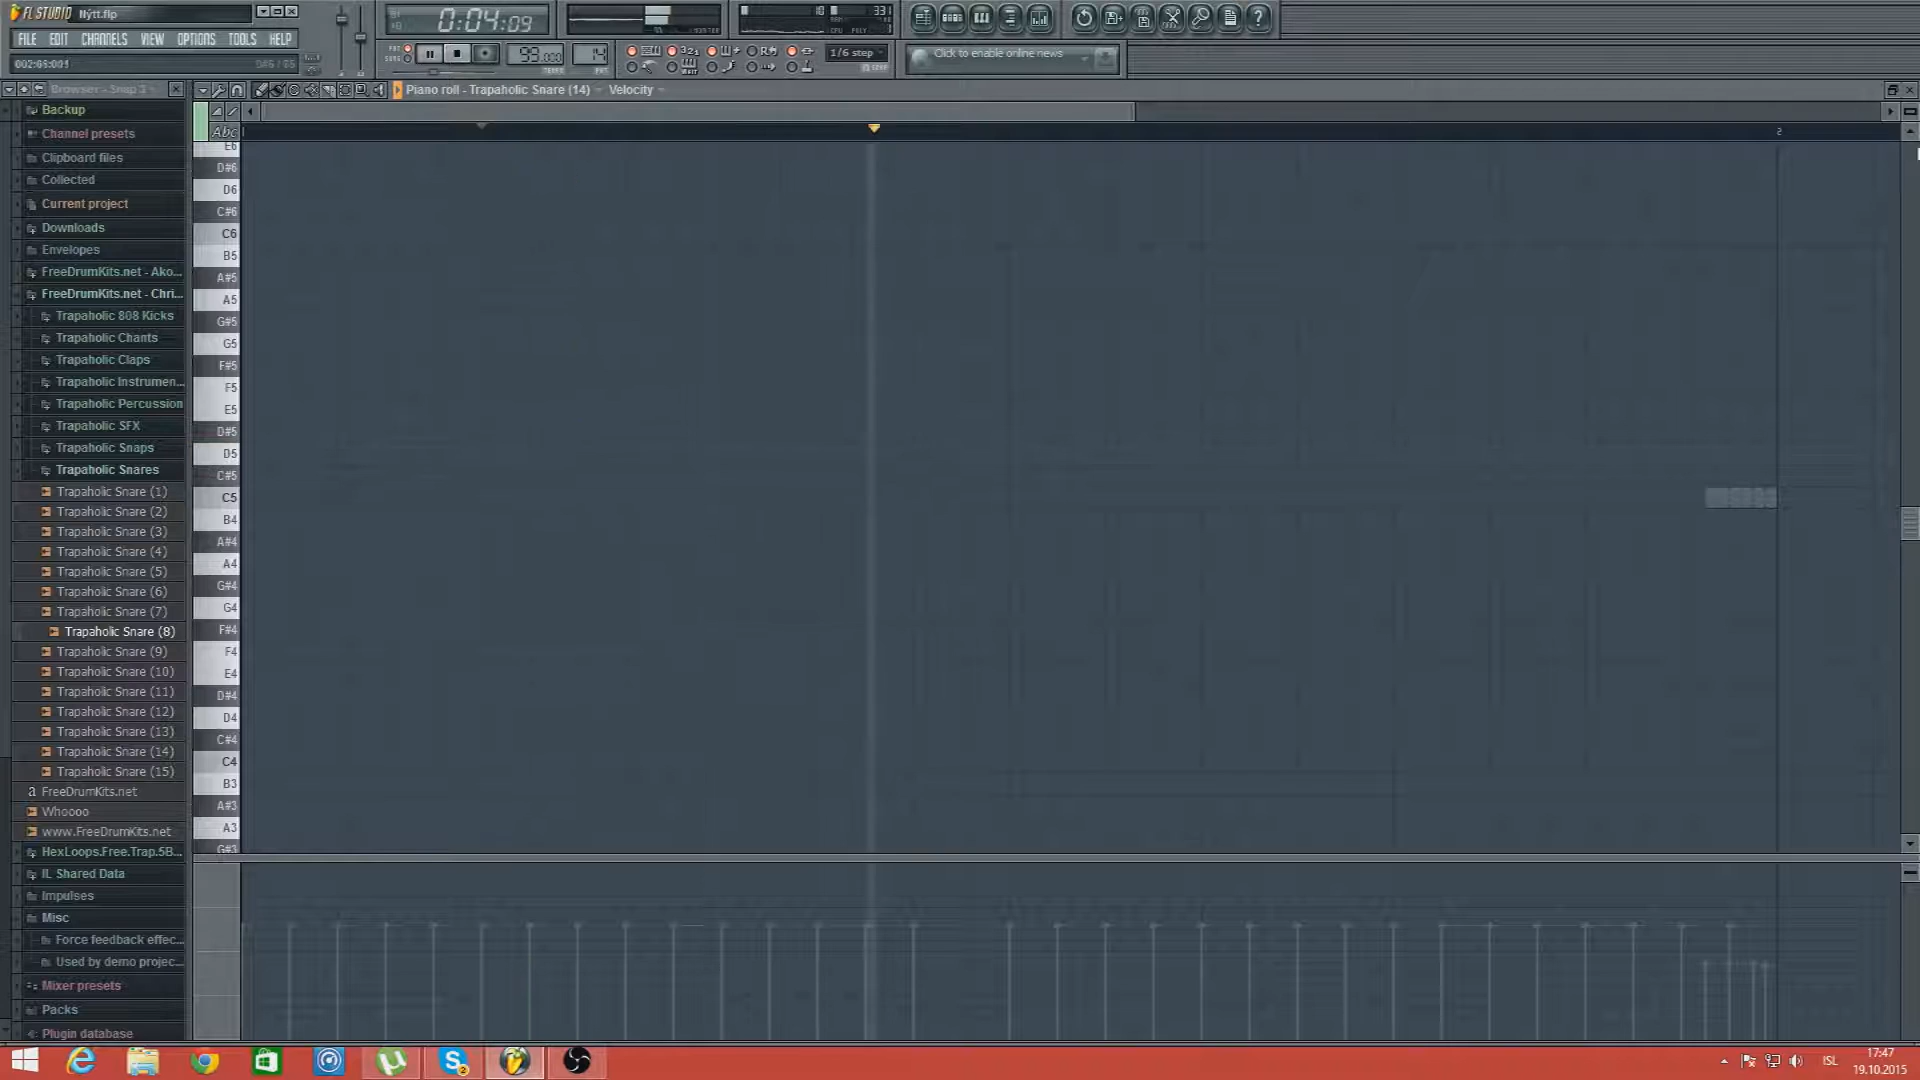 FL STUDIO Nýtt.flp
FILE EDIT CHANNELS VIEW OPTIONS TOOLS HELP
0:04:09
99.000
14
1/6 step
Click to enable online news
Piano roll - Trapaholic Snare (14)
Velocity
Abc
2
Backup
Channel presets
Clipboard files
Collected
Current project
Downloads
Envelopes
FreeDrumKits.net - Ako...
FreeDrumKits.net - Chri...
Trapaholic 808 Kicks
Trapaholic Chants
Trapaholic Claps
Trapaholic Instrumen...
Trapaholic Percussion
Trapaholic SFX
Trapaholic Snaps
Trapaholic Snares
Trapaholic Snare (1)
Trapaholic Snare (2)
Trapaholic Snare (3)
Trapaholic Snare (4)
Trapaholic Snare (5)
Trapaholic Snare (6)
Trapaholic Snare (7)
Trapaholic Snare (8)
Trapaholic Snare (9)
Trapaholic Snare (10)
Trapaholic Snare (11)
Trapaholic Snare (12)
Trapaholic Snare (13)
Trapaholic Snare (14)
Trapaholic Snare (15)
FreeDrumKits.net
Whoooo
www.FreeDrumKits.net
HexLoops.Free.Trap.5B...
IL Shared Data
Impulses
Misc
Force feedback effec...
Used by demo projec...
Mixer presets
Packs
Plugin database
E6
D#6
D6
C#6
C6
B5
A#5
A5
G#5
G5
F#5
F5
E5
D#5
D5
C#5
C5
B4
A#4
A4
G#4
G4
F#4
F4
E4
D#4
D4
C#4
C4
B3
A#3
A3
G#3
ISL
17:47
19.10.2015